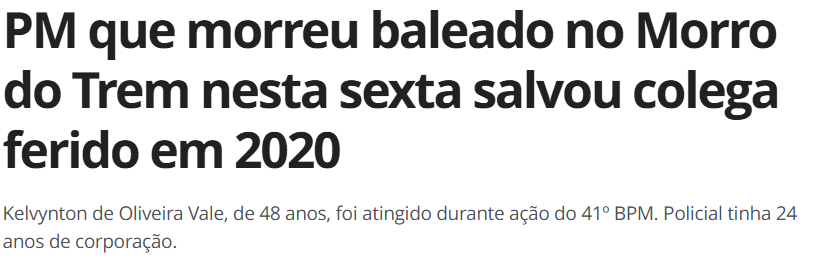 PM que morreu baleado no Morro
do Trem nesta sexta salvou colega
ferido em 2020
Kelvynton de Oliveira Vale, de 48 anos, foi atingido durante ação do 41º BPM. Policial tinha 24
anos de corporação.